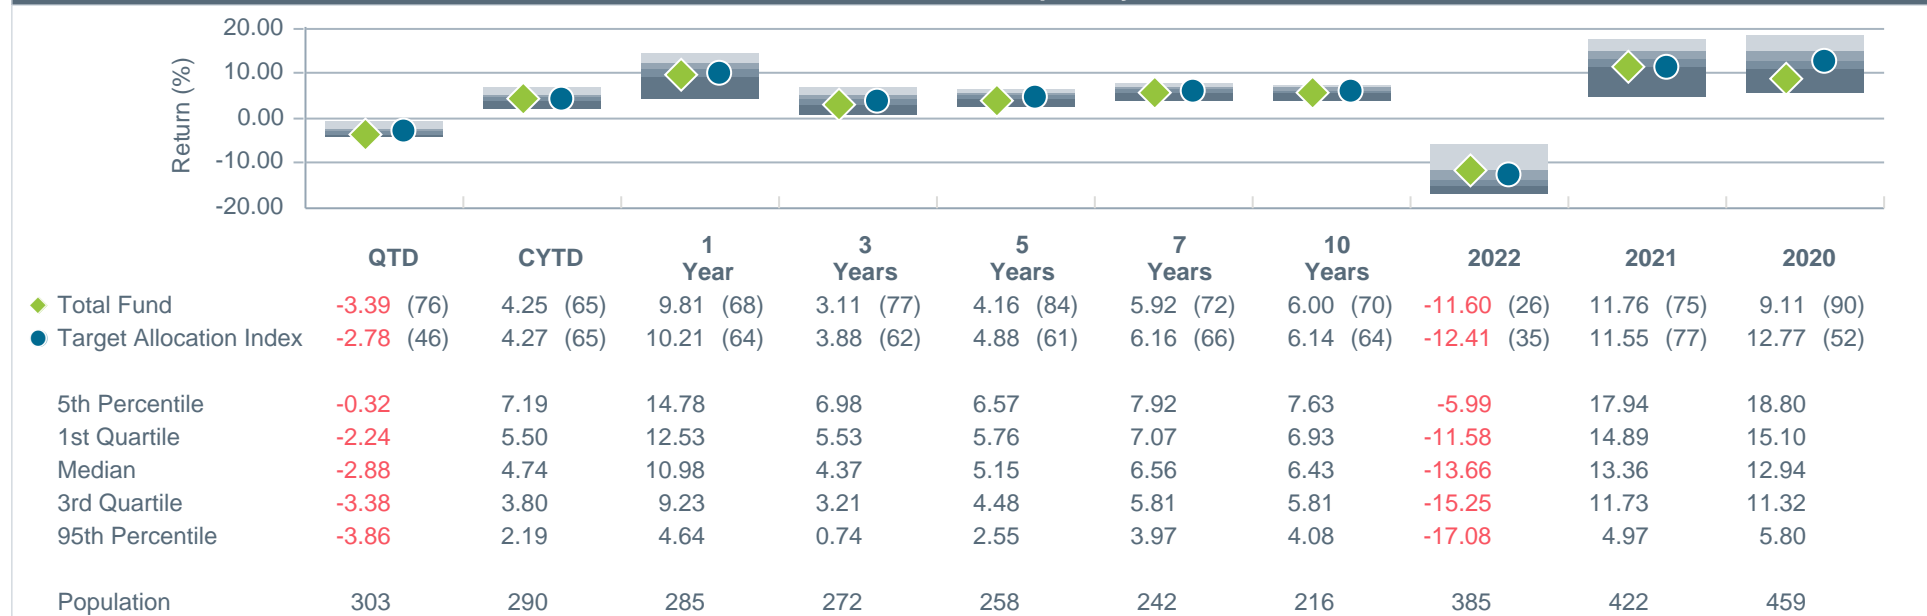 20.00
10.00
0.00
-10.00
-20.00
Return (%)
QTD CYTD 1 Year 3 Years 5 Years 7 Years 10 Years 2022 2021 2020
Total Fund -3.39 (76) 4.25 (65) 9.81 (68) 3.11 (77) 4.16 (84) 5.92 (72) 6.00 (70) -11.60 (26) 11.76 (75) 9.11 (90)
Target Allocation Index -2.78 (46) 4.27 (65) 10.21 (64) 3.88 (62) 4.88 (61) 6.16 (66) 6.14 (64) -12.41 (35) 11.55 (77) 12.77 (52)
5th Percentile -0.32 7.19 14.78 6.98 6.57 7.92 7.63 -5.99 17.94 18.80
1st Quartile -2.24 5.50 12.53 5.53 5.76 7.07 6.93 -11.58 14.89 15.10
Median -2.88 4.74 10.98 4.37 5.15 6.56 6.43 -13.66 13.36 12.94
3rd Quartile -3.38 3.80 9.23 3.21 4.48 5.81 5.81 -15.25 11.73 11.32
95th Percentile -3.86 2.19 4.64 0.74 2.55 3.97 4.08 -17.08 4.97 5.80
Population 303 290 285 272 258 242 216 385 422 459